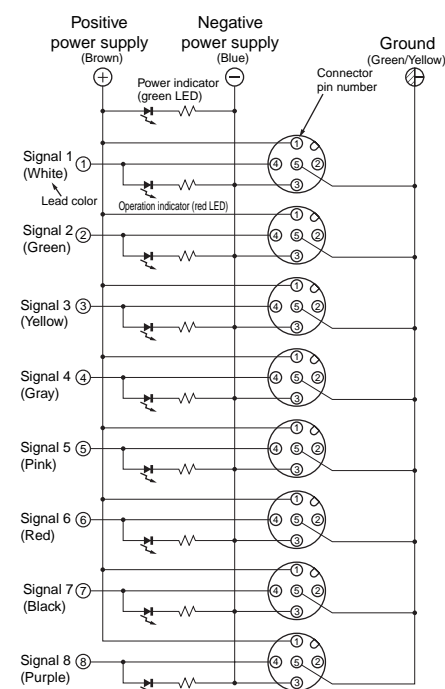 Positive
power supply
(Brown)
+
Negative
power supply
(Blue)
−
Ground
(Green/Yellow)
Power indicator
(green LED)
Connector
pin number
Signal 1 ①
(White)
Lead color
Operation indicator (red LED)
① ④ ⑤ ② ③
Signal 2 ②
(Green)
① ④ ⑤ ② ③
Signal 3 ③
(Yellow)
① ④ ⑤ ② ③
Signal 4 ④
(Gray)
① ④ ⑤ ② ③
Signal 5 ⑤
(Pink)
① ④ ⑤ ② ③
Signal 6 ⑥
(Red)
① ④ ⑤ ② ③
Signal 7 ⑦
(Black)
① ④ ⑤ ② ③
Signal 8 ⑧
(Purple)
① ④ ⑤ ② ③